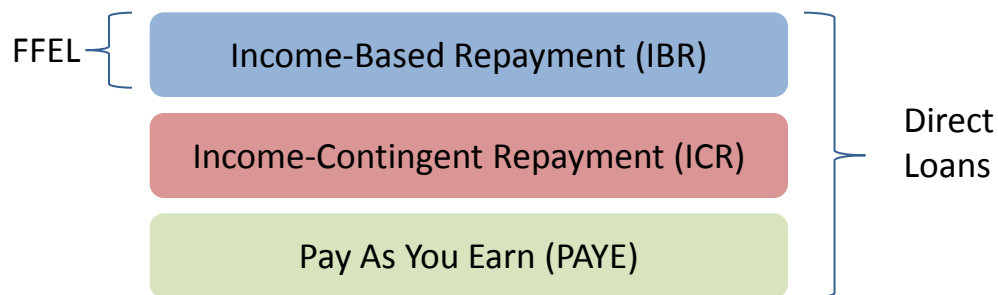 FFEL
Income-Based Repayment (IBR)
Income-Contingent Repayment (ICR)
Pay As You Earn (PAYE)
Direct
Loans